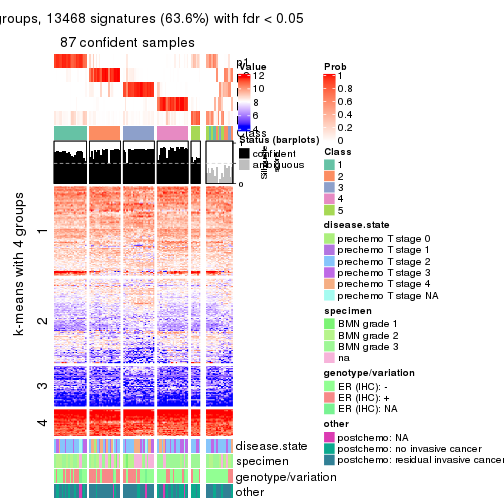 groups, 13468 signatures (63.6%) with fdr < 0.05
87 confident samples
p1
Class
Silhouette score
0
k-means with 4 groups
1
2
3
4
disease.state
specimen
genotype/variation
other
Value
12
10
8
6
4
Status (barplots)
confident
ambiguous
Prob
1
0.8
0.6
0.4
0.2
0
Class
1
2
3
4
5
disease.state
prechemo T stage 0
prechemo T stage 1
prechemo T stage 2
prechemo T stage 3
prechemo T stage 4
prechemo T stage NA
specimen
BMN grade 1
BMN grade 2
BMN grade 3
na
genotype/variation
ER (IHC): -
ER (IHC): +
ER (IHC): NA
other
postchemo: NA
postchemo: no invasive cancer
postchemo: residual invasive cancer